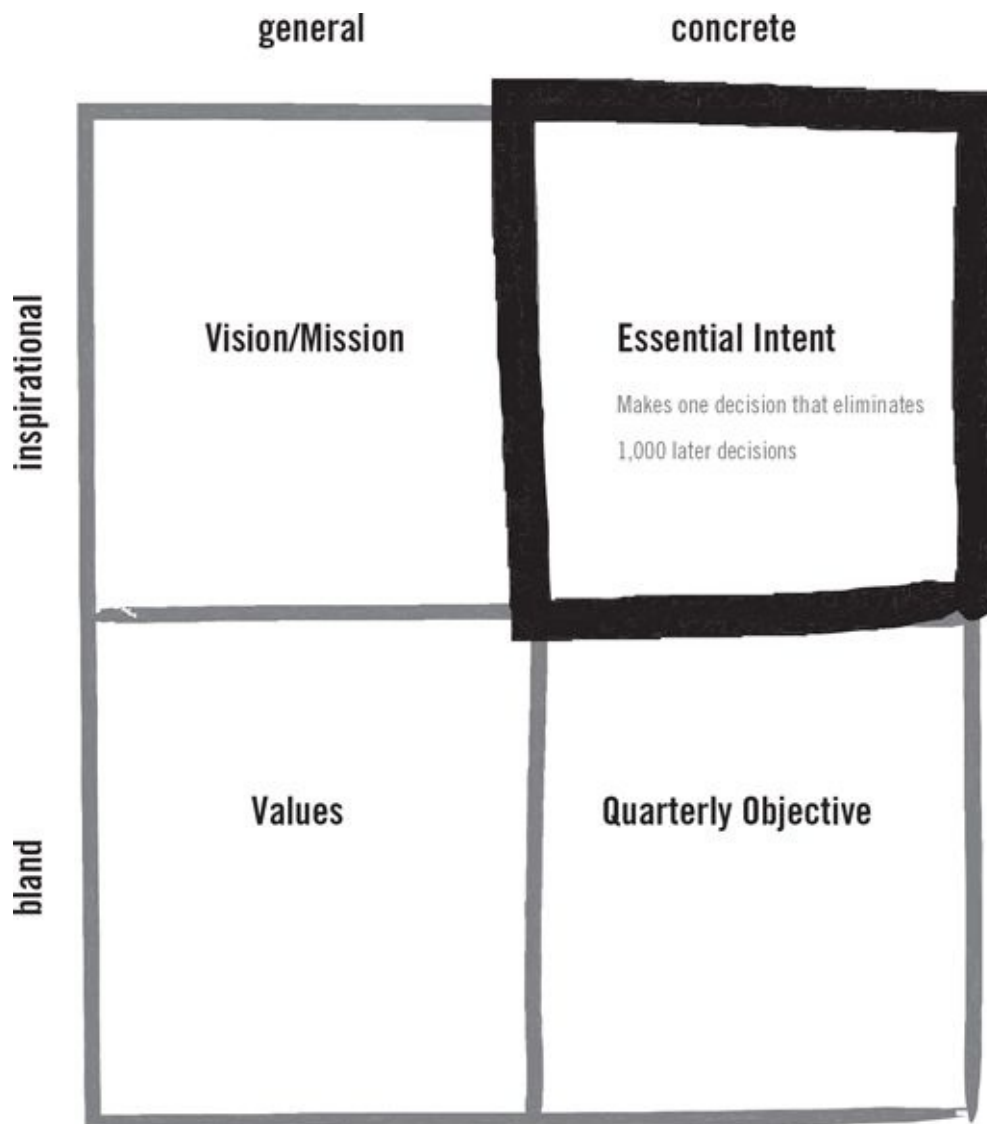 general
concrete
inspirational
Vision/Mission
Essential Intent
Makes one decision that eliminates
1,000 later decisions
bland
Values
Quarterly Objective